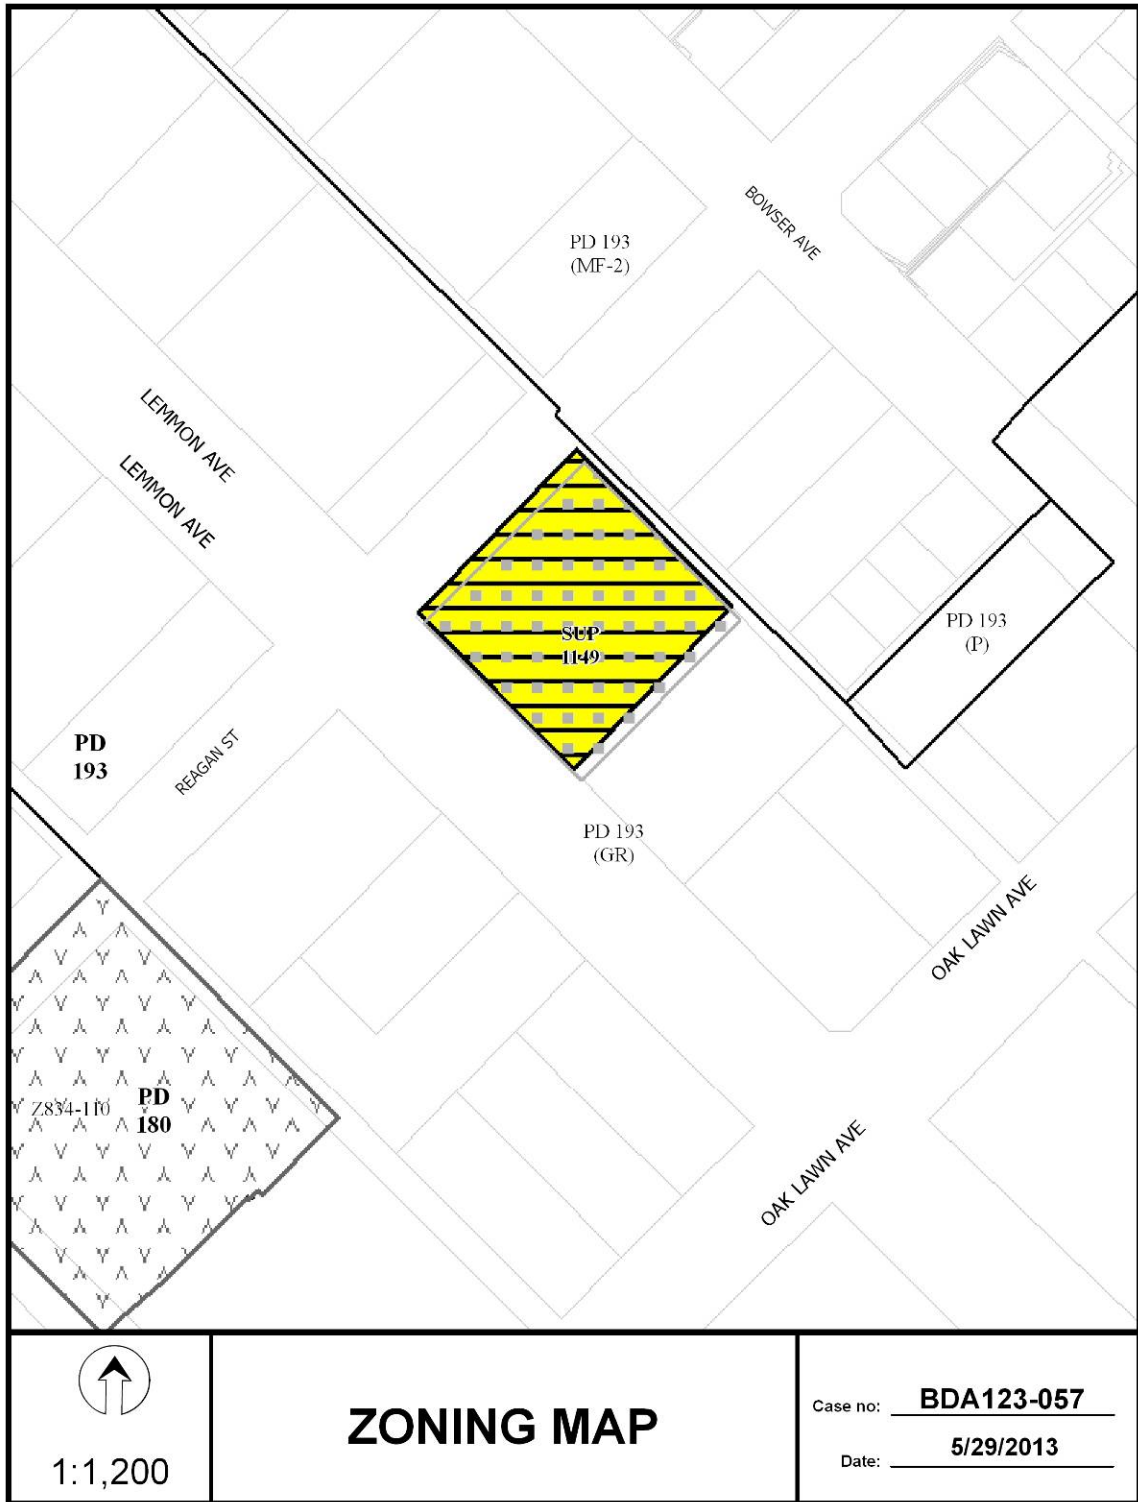 BOWSER AVE
PD 193
(MF-2)
LEMMON AVE
LEMMON AVE
SUP
1149
PD 193
(P)
PD
193
REAGAN ST
PD 193
(GR)
OAK LAWN AVE
Z834-110
PD
180
OAK LAWN AVE
1:1,200
ZONING MAP
Case no: BDA123-057
Date: 5/29/2013